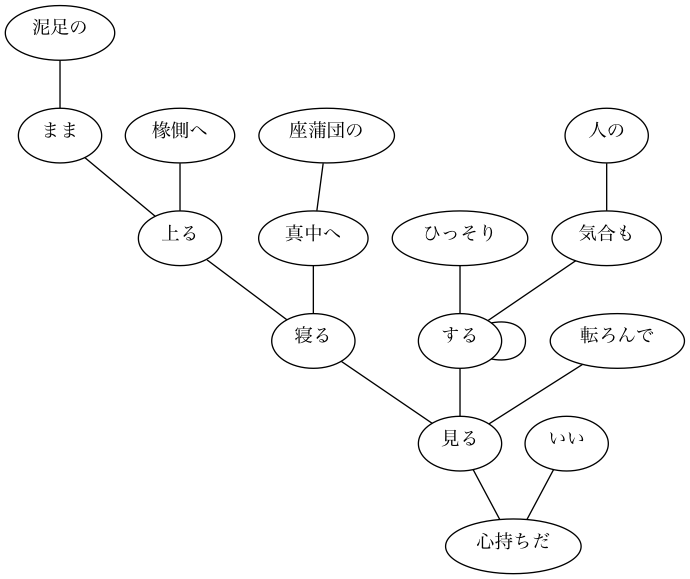 泥足の
まま
椽側へ
座蒲団の
人の
上る
真中へ
ひっそり
気合も
寝る
する
転ろんで
見る
いい
心持ちだ